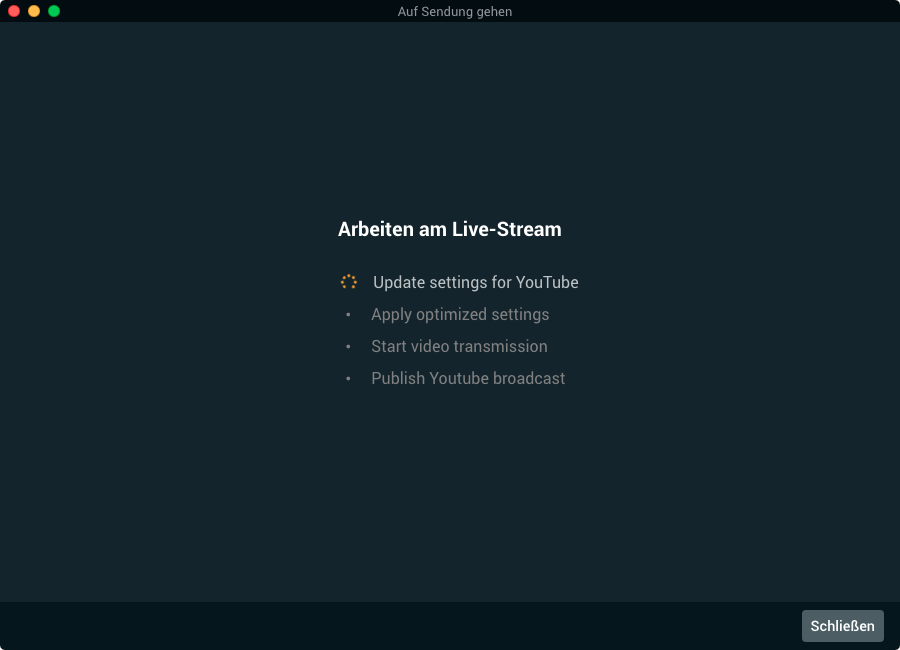 Auf Sendung gehen
Arbeiten am Live-Stream
Update settings for YouTube
• Apply optimized settings
• Start video transmission
• Publish Youtube broadcast
Schließen